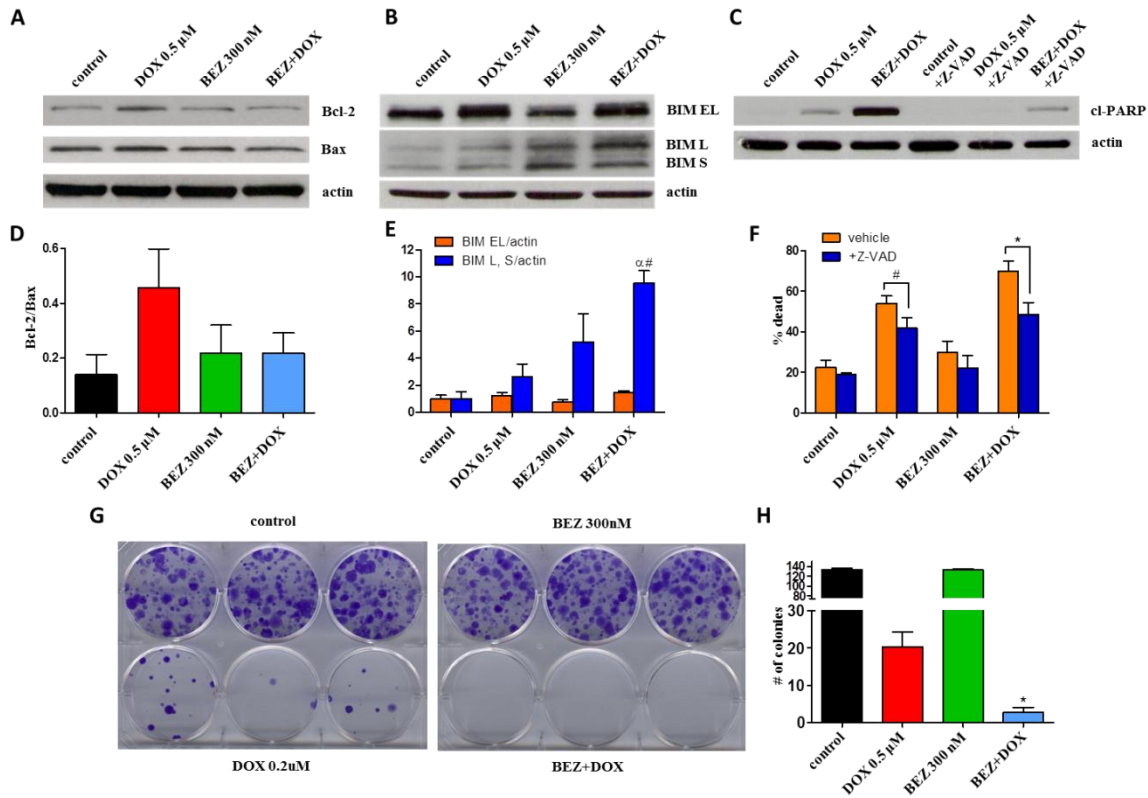 A
control
DOX 0.5 µM
BEZ 300 nM
BEZ+DOX
Bcl-2
Bax
actin
B
control
DOX 0.5 µM
BEZ 300 nM
BEZ+DOX
BIM EL
BIM L
BIM S
actin
C
control
DOX 0.5 µM
BEZ+DOX
control
+Z-VAD
DOX 0.5 µM
+Z-VAD
BEZ+DOX
+Z-VAD
cl-PARP
actin
D
Bcl-2/Bax
0.6
0.4
0.2
0.0
control
DOX 0.5 µM
BEZ 300 nM
BEZ+DOX
E
BIM EL/actin
BIM L, S/actin
12
10
8
6
4
2
0
α#
control
DOX 0.5 µM
BEZ 300 nM
BEZ+DOX
F
vehicle
+Z-VAD
% dead
80
60
40
20
0
#
*
control
DOX 0.5 µM
BEZ 300 nM
BEZ+DOX
G
control
BEZ 300nM
DOX 0.2uM
BEZ+DOX
H
# of colonies
140
120
100
80
30
20
10
0
*
control
DOX 0.5 µM
BEZ 300 nM
BEZ+DOX